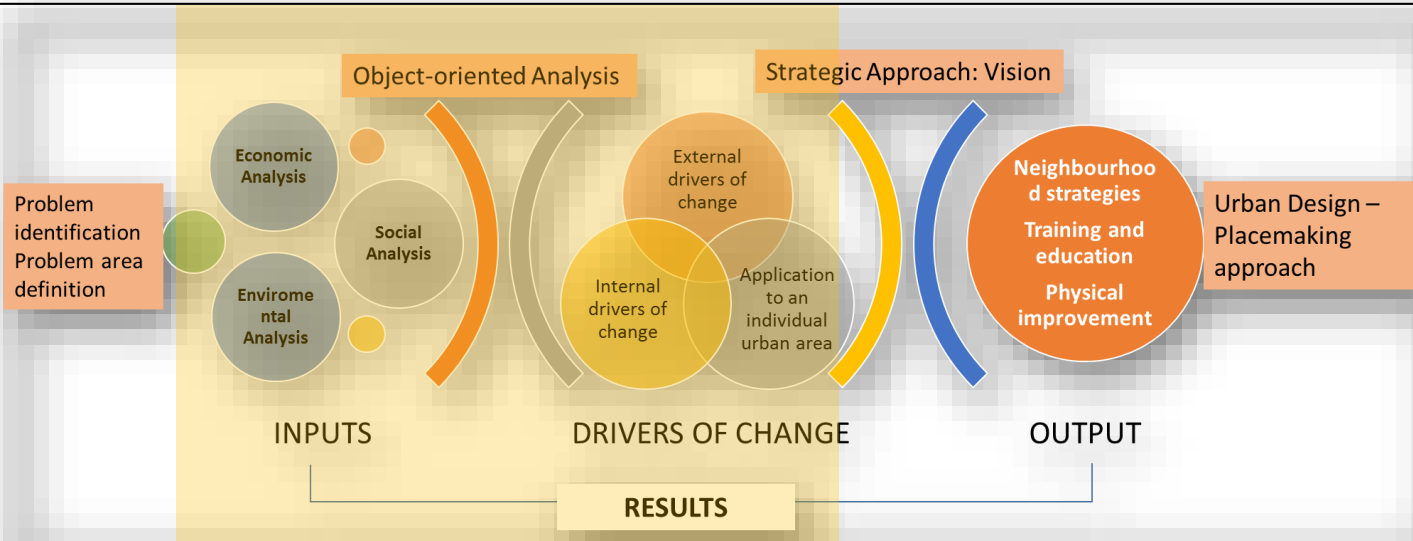 Object-oriented Analysis
Strategic Approach: Vision
Problem
identification
Problem area
definition
Economic
Analysis
Social
Analysis
Envirome
ntal
Analysis
External
drivers of
change
Internal
drivers of
change
Application
to an
individual
urban area
Neighbourhoo
d strategies
Training and
education
Physical
improvement
Urban Design –
Placemaking
approach
INPUTS
DRIVERS OF CHANGE
OUTPUT
RESULTS